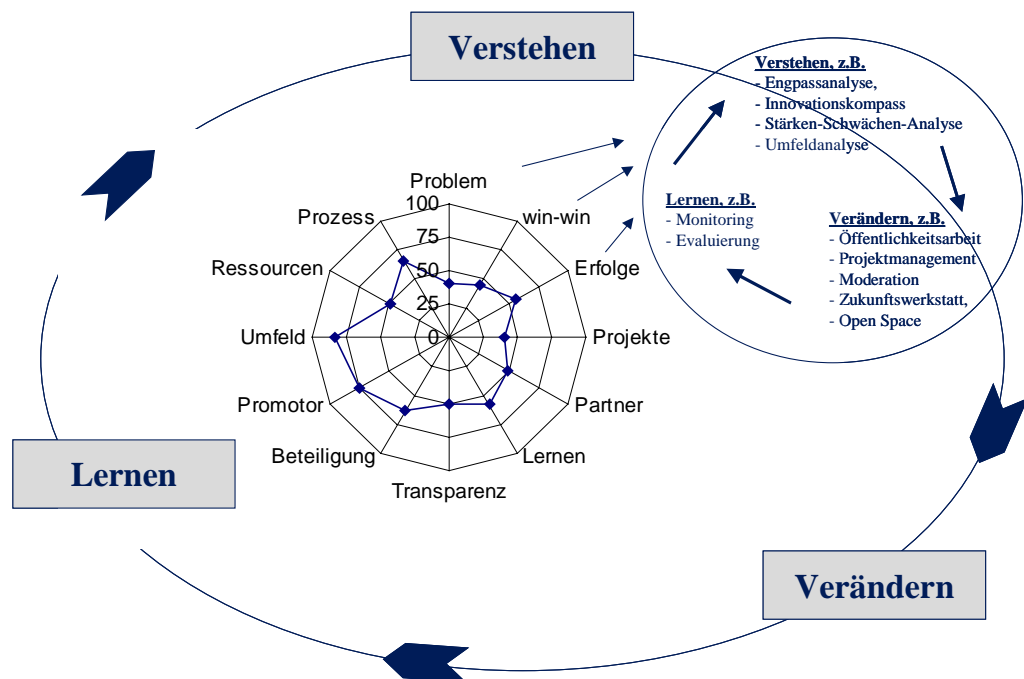 Verstehen
Verstehen, z.B.
- Engpassanalyse,
- Innovationskompass
- Stärken-Schwächen-Analyse
- Umfeldanalyse
Lernen, z.B.
- Monitoring
- Evaluierung
Verändern, z.B.
- Öffentlichkeitsarbeit
- Projektmanagement
- Moderation
- Zukunftswerkstatt,
- Open Space
Problem
win-win
Erfolge
Projekte
Partner
Lernen
Transparenz
Beteiligung
Promotor
Umfeld
Ressourcen
Prozess
100
75
50
25
0
Lernen
Verändern